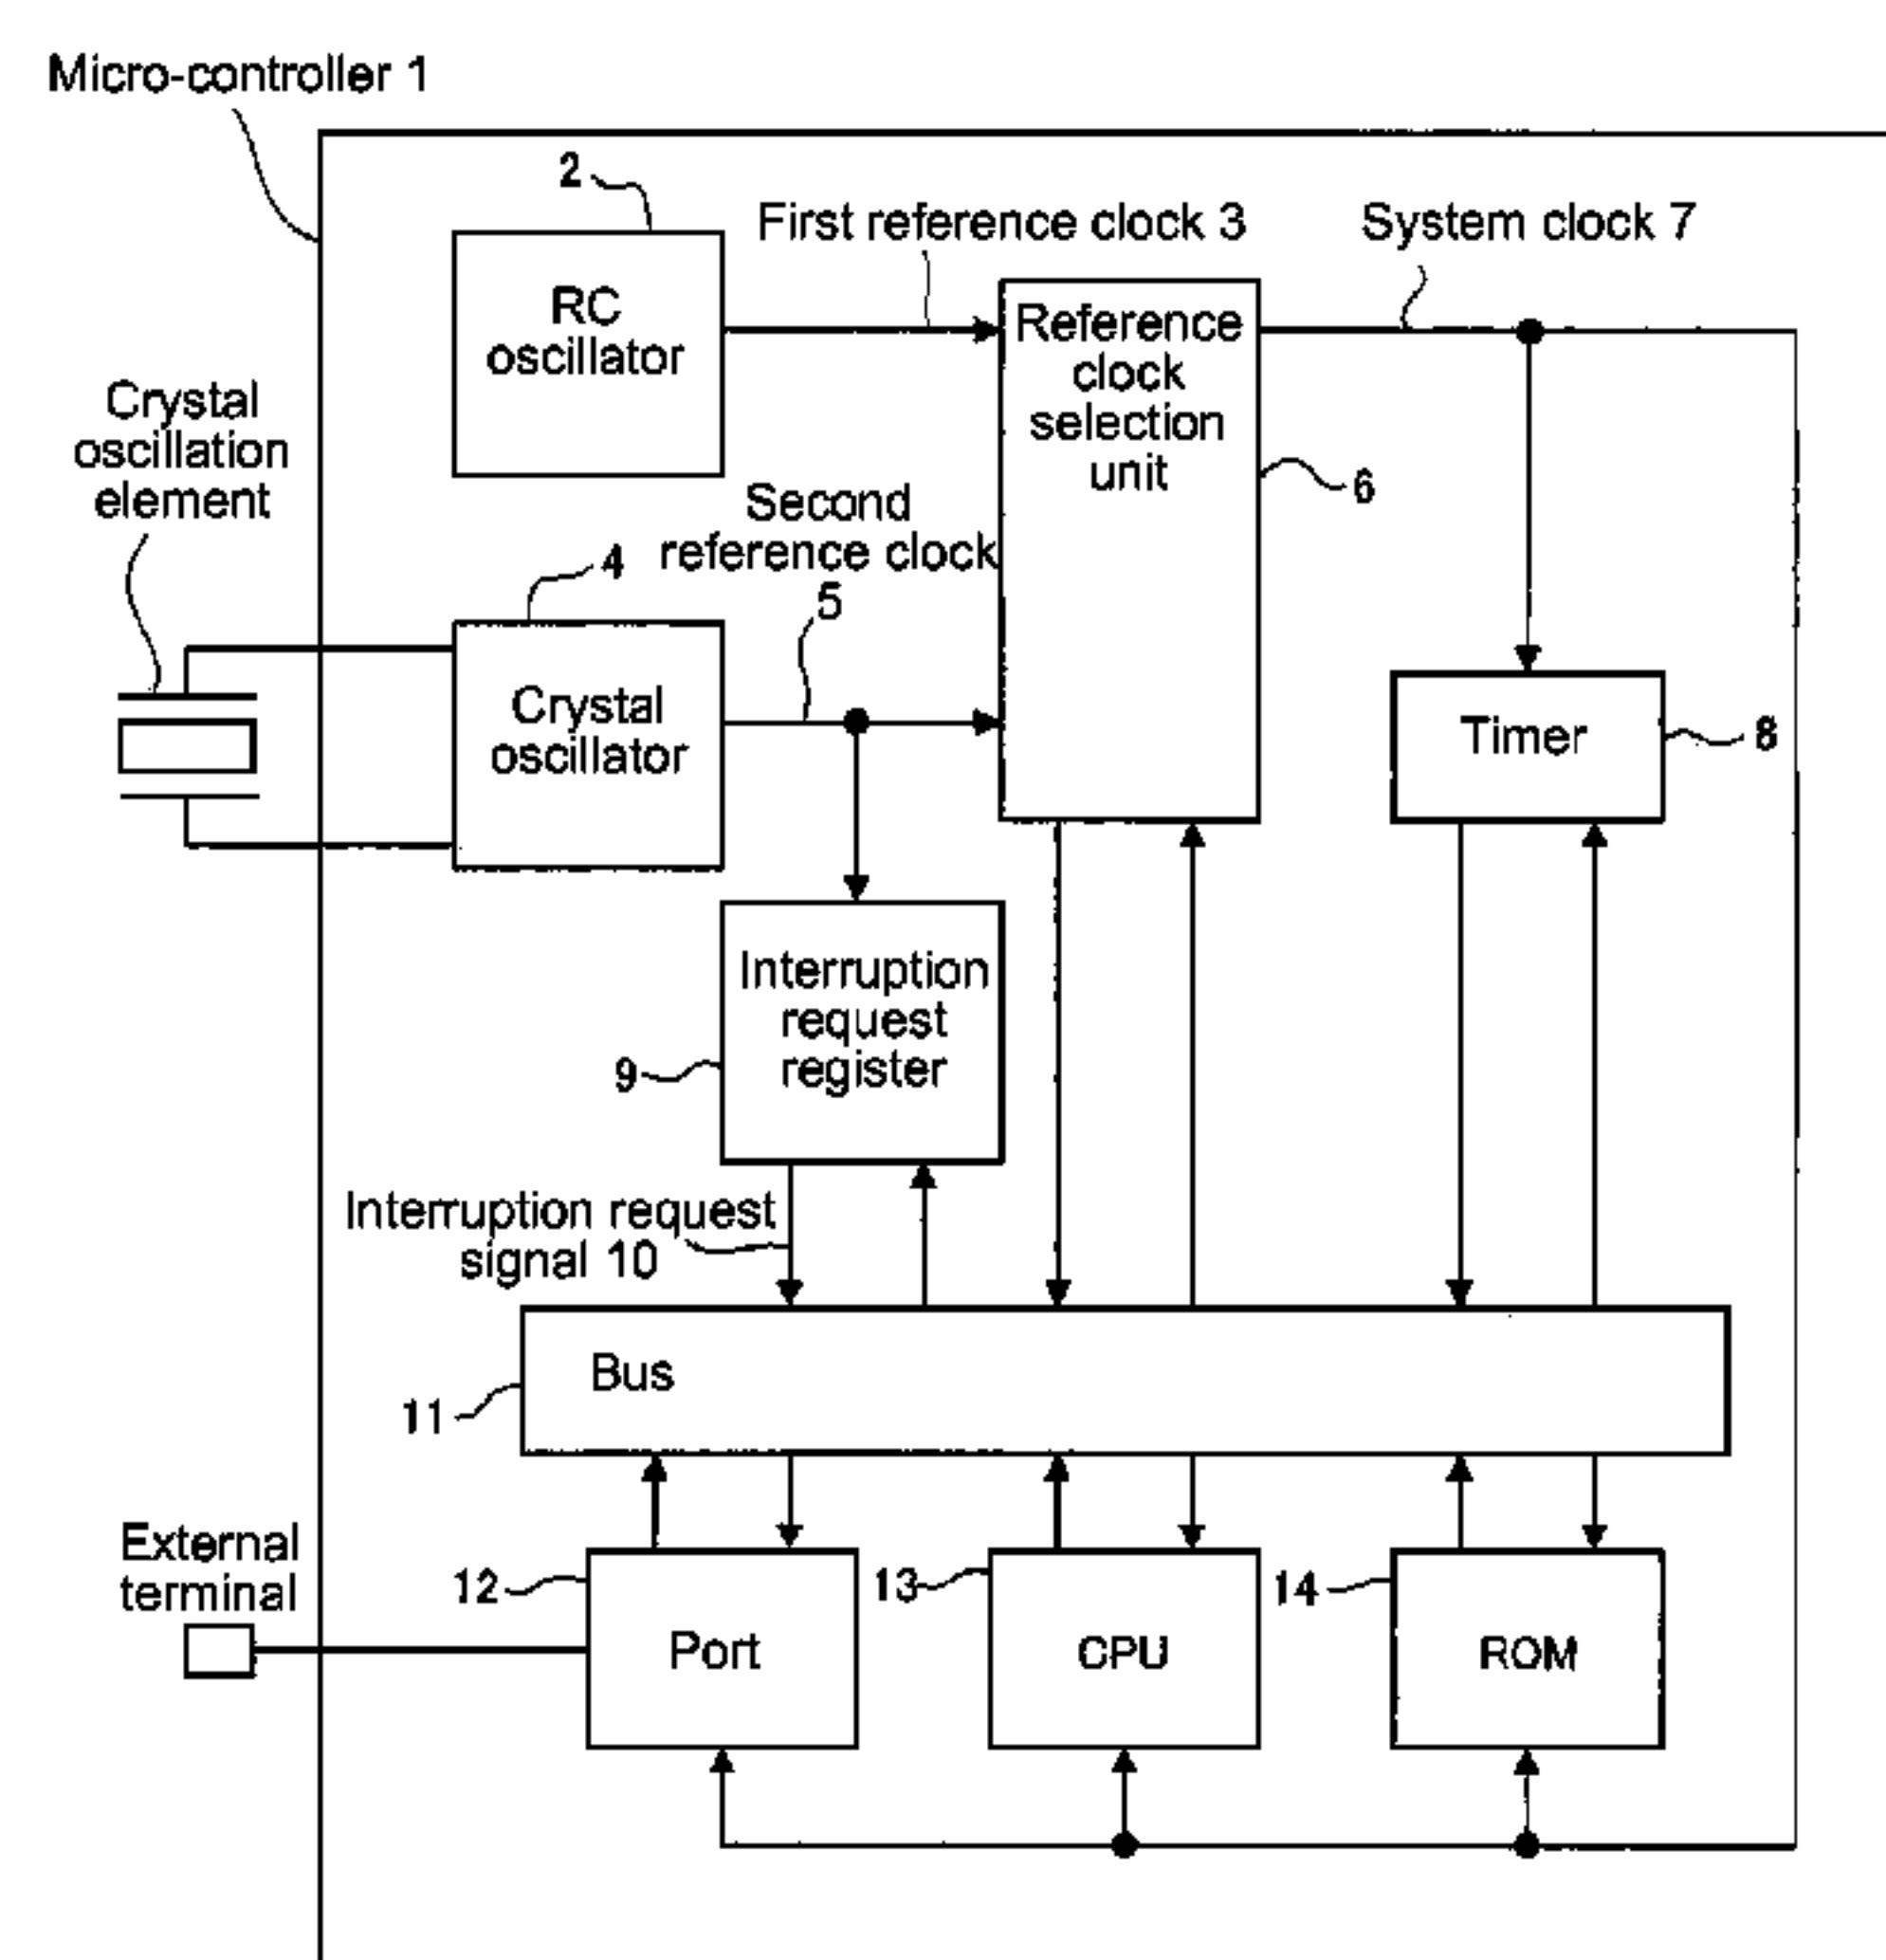 Micro-controller 1
2
First reference clock 3
System clock 7
RC
oscillator
Reference
clock
selection
unit
6
Crystal
oscillation
element
Second
reference clock
5
4
Crystal
oscillator
Timer
8
Interruption
request
register
9
Interruption request
signal 10
Bus
11
External
terminal
12
Port
13
CPU
14
ROM